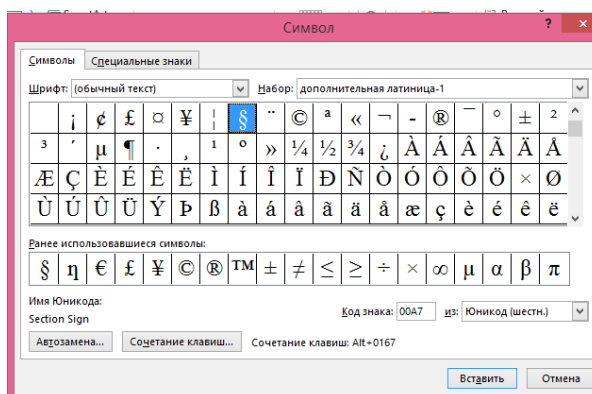 Символ
? ×
Символы Специальные знаки
Шрифт: (обычный текст) Набор: дополнительная латиница-1
¡ ¢ £ ¤ ¥ ¦ § ¨ © ª « ¬ - ® ¯ ° ± ²
³ ´ µ ¶ · ¸ ¹ º » ¼ ½ ¾ ¿ À Á Â Ã Ä Å
Æ Ç È É Ê Ë Ì Í Î Ï Ð Ñ Ò Ó Ô Õ Ö × Ø
Ù Ú Û Ü Ý Þ ß à á â ã ä å æ ç è é ê ë
Ранее использовавшиеся символы:
§ η € £ ¥ © ® ™ ± ≠ ≤ ≥ ÷ × ∞ µ α β π
Имя Юникода:
Section Sign
Код знака: 00A7 из: Юникод (шестн.)
Автозамена... Сочетание клавиш... Сочетание клавиш: Alt+0167
Вставить Отмена